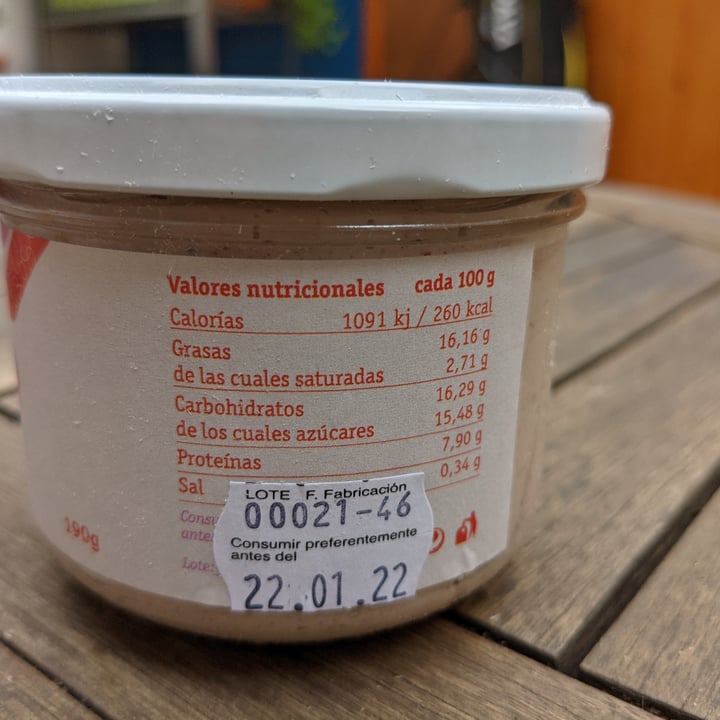 Valores nutricionales cada 100 g
Calorías 1091 kj / 260 kcal
Grasas 16,16 g
de las cuales saturadas 2,71 g
Carbohidratos 16,29 g
de los cuales azúcares 15,48 g
Proteínas 7,90 g
Sal 0,34 g
LOTE F. Fabricación
00021-46
Consumir preferentemente
antes del
22.01.22
190g
Lote: